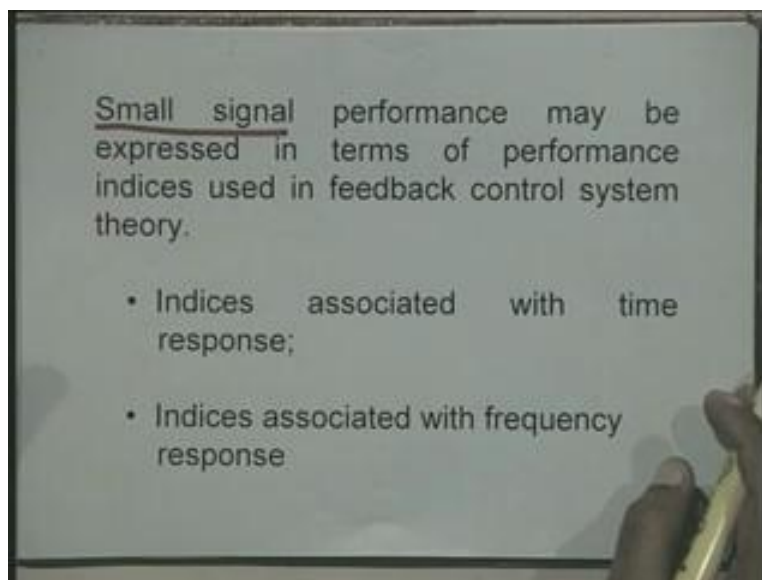 Small signal performance may be
expressed in terms of performance
indices used in feedback control system
theory.
• Indices associated with time
response;
• Indices associated with frequency
response